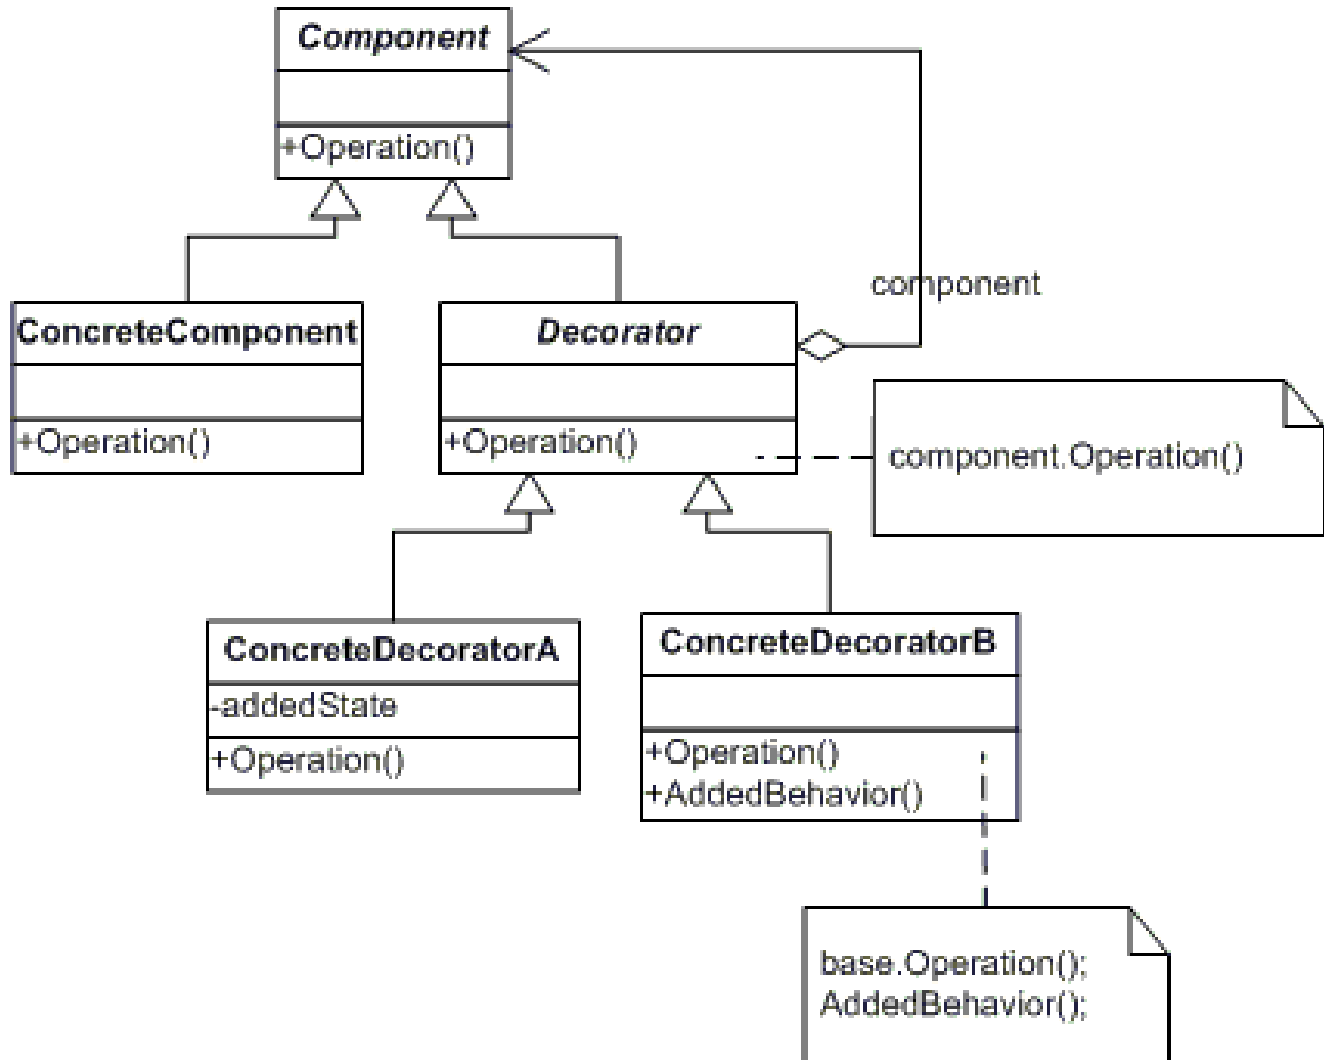 Component
+Operation()
component
ConcreteComponent
+Operation()
Decorator
+Operation()
component.Operation()
ConcreteDecoratorA
-addedState
+Operation()
ConcreteDecoratorB
+Operation()
+AddedBehavior()
base.Operation();
AddedBehavior();